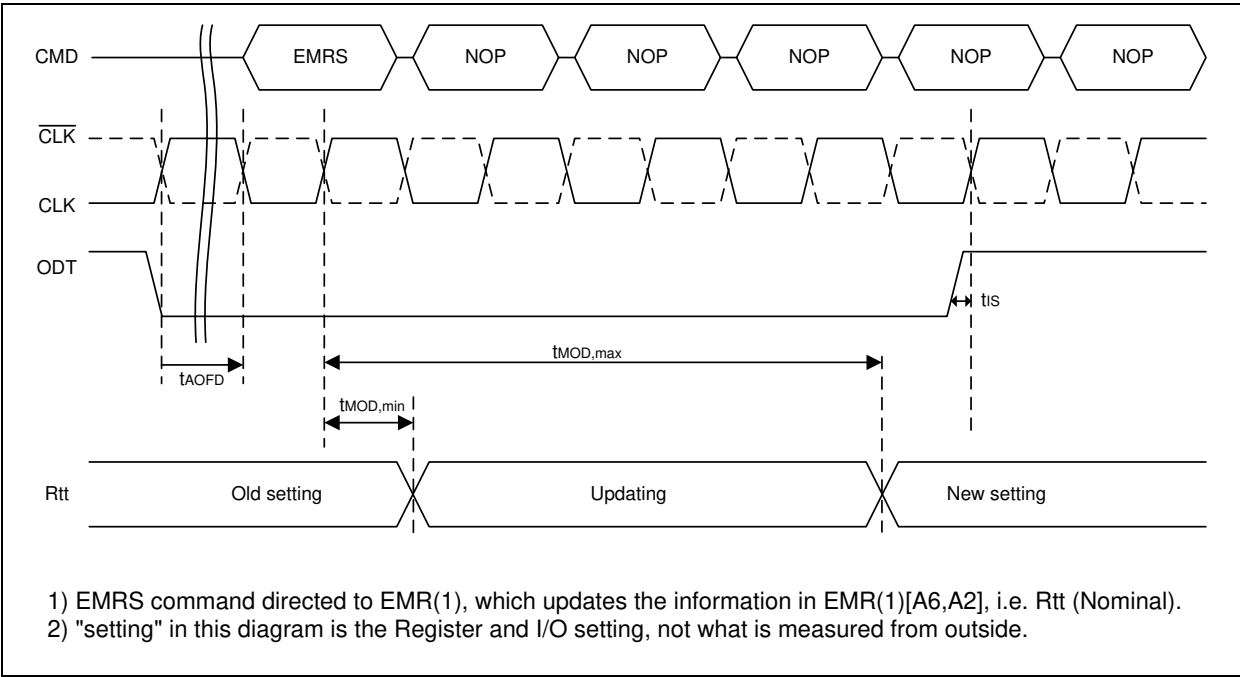 CMD EMRS NOP NOP NOP NOP NOP
CLK
CLK
ODT
tIS
tMOD,max
tAOFD
tMOD,min
Rtt Old setting Updating New setting
1) EMRS command directed to EMR(1), which updates the information in EMR(1)[A6,A2], i.e. Rtt (Nominal).
2) "setting" in this diagram is the Register and I/O setting, not what is measured from outside.